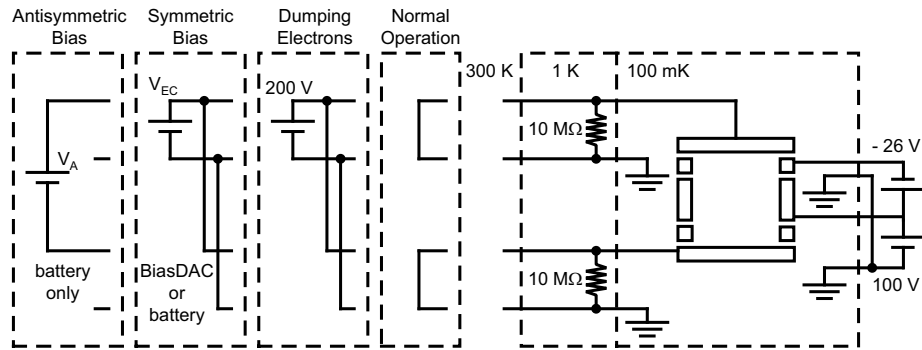 Antisymmetric
Bias
Symmetric
Bias
Dumping
Electrons
Normal
Operation
300 K
1 K
100 mK
V_EC
200 V
V_A
10 MΩ
- 26 V
battery
only
BiasDAC
or
battery
10 MΩ
100 V